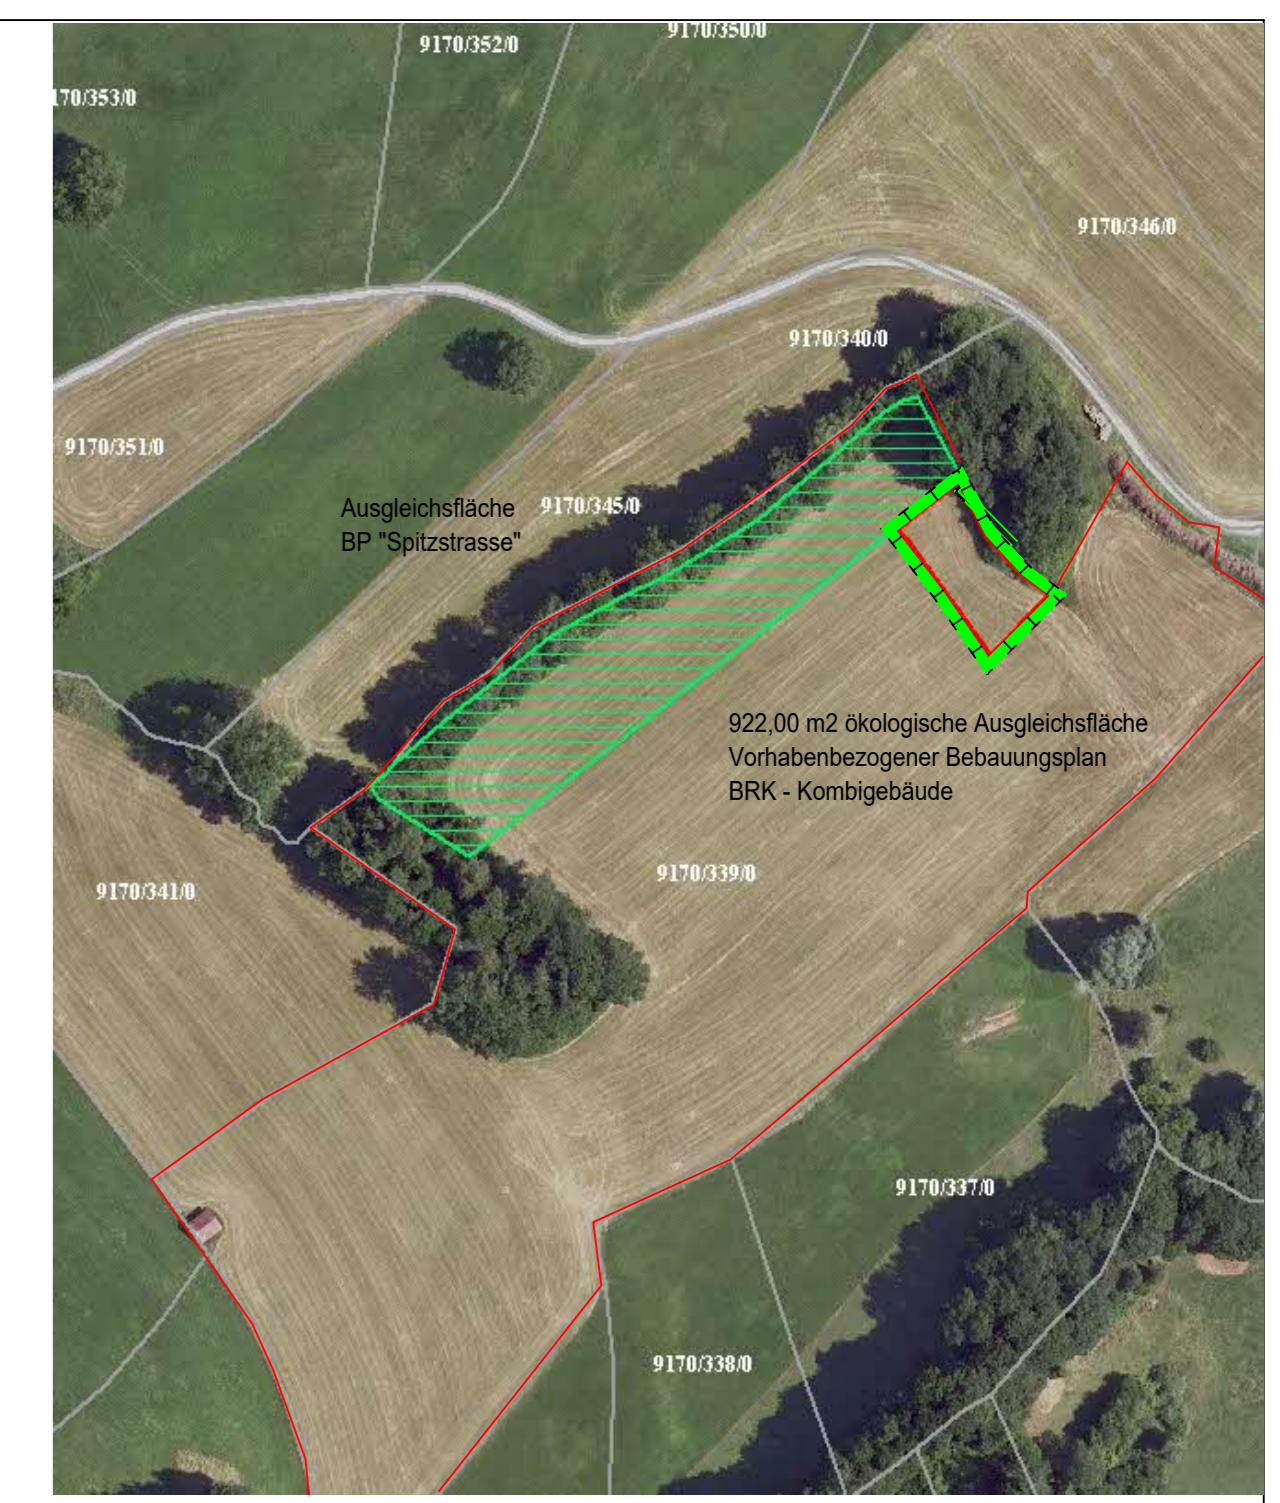 9170/350/0
9170/352/0
170/353/0
9170/346/0
9170/340/0
9170/351/0
Ausgleichsfläche
BP "Spitzstrasse"
9170/345/0
922,00 m2 ökologische Ausgleichsfläche
Vorhabenbezogener Bebauungsplan
BRK - Kombigebäude
9170/339/0
9170/341/0
9170/337/0
9170/338/0